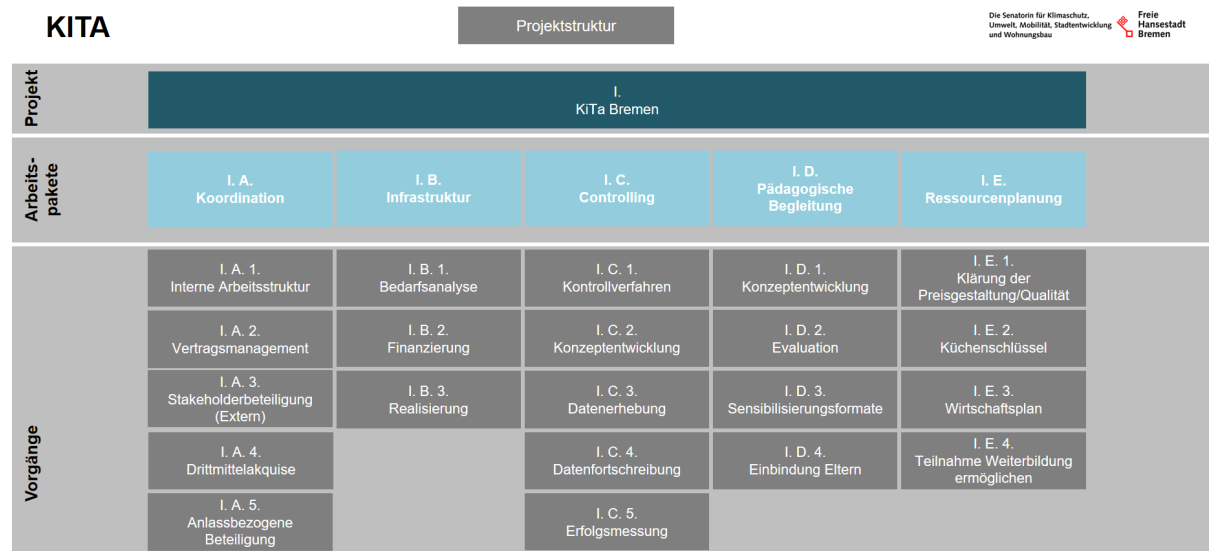 KITA
Projektstruktur
Die Senatorin für Klimaschutz,
Umwelt, Mobilität, Stadtentwicklung
und Wohnungsbau
Freie
Hansestadt
Bremen
Projekt
I.
KiTa Bremen
Arbeits-
pakete
I. A.
Koordination
I. B.
Infrastruktur
I. C.
Controlling
I. D.
Pädagogische
Begleitung
I. E.
Ressourcenplanung
Vorgänge
I. A. 1.
Interne Arbeitsstruktur
I. B. 1.
Bedarfsanalyse
I. C. 1.
Kontrollverfahren
I. D. 1.
Konzeptentwicklung
I. E. 1.
Klärung der
Preisgestaltung/Qualität
I. A. 2.
Vertragsmanagement
I. B. 2.
Finanzierung
I. C. 2.
Konzeptentwicklung
I. D. 2.
Evaluation
I. E. 2.
Küchenschlüssel
I. A. 3.
Stakeholderbeteiligung
(Extern)
I. B. 3.
Realisierung
I. C. 3.
Datenerhebung
I. D. 3.
Sensibilisierungsformate
I. E. 3.
Wirtschaftsplan
I. A. 4.
Drittmittelakquise
I. C. 4.
Datenfortschreibung
I. D. 4.
Einbindung Eltern
I. E. 4.
Teilnahme Weiterbildung
ermöglichen
I. A. 5.
Anlassbezogene
Beteiligung
I. C. 5.
Erfolgsmessung